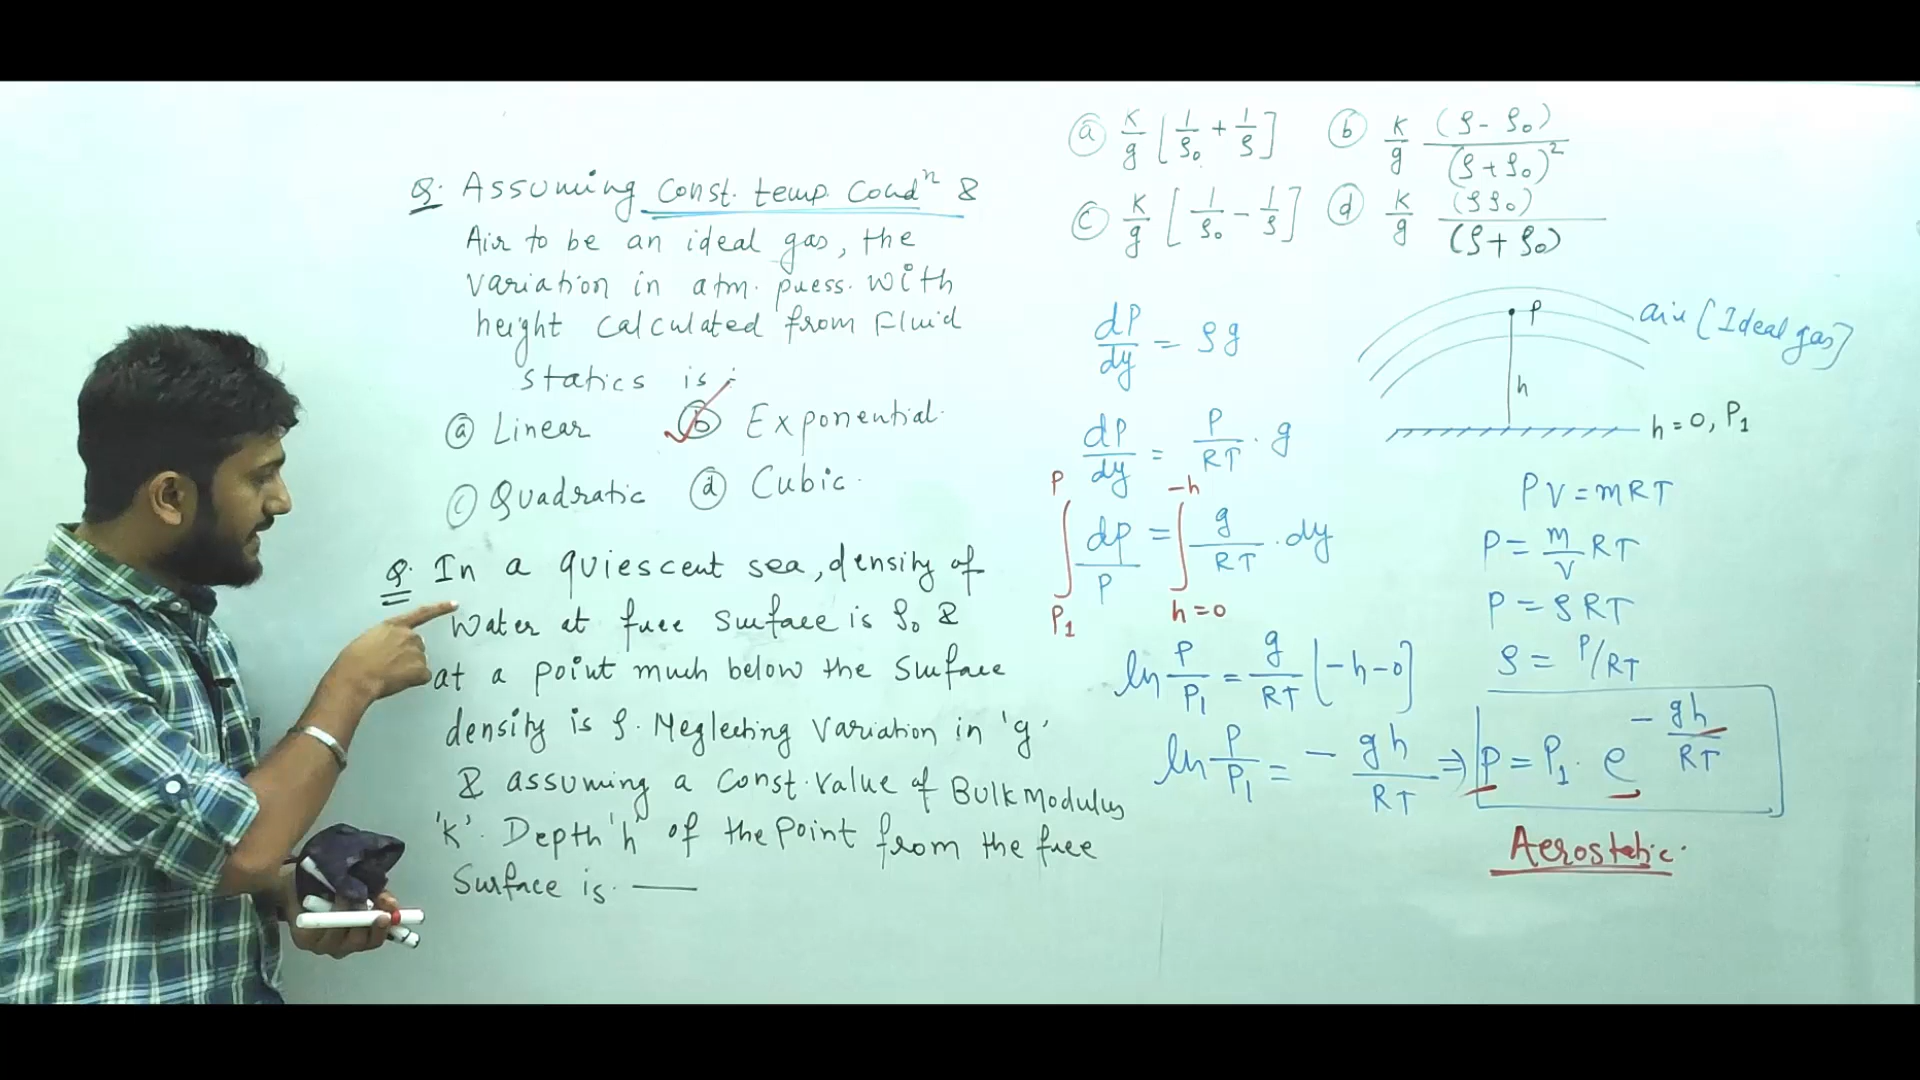 Q. Assuming Const. temp. Condⁿ &
Air to be an ideal gas, the
variation in atm. press. with
height calculated from Fluid
statics is :
ⓐ Linear ⓑ Exponential.
ⓒ Quadratic ⓓ Cubic.
Q. In a quiescent sea, density of
Water at free surface is ρ₀ &
at a point much below the Surface
density is ρ. Neglecting Variation in 'g'
& assuming a Const. Value of Bulk Modulus
'K'. Depth 'h' of the Point from the free
Surface is. ——
ⓐ K/g [1/ρ₀ + 1/ρ] ⓑ K/g (ρ - ρ₀)/(ρ + ρ₀)²
ⓒ K/g [1/ρ₀ - 1/ρ] ⓓ K/g (ρρ₀)/(ρ + ρ₀)
dP/dy = ρg
dP/dy = P/RT · g
∫_{P₁}^{P} dp/P = ∫_{h=0}^{-h} g/RT · dy
ln P/P₁ = g/RT [-h-0]
ln P/P₁ = - gh/RT ⇒ P = P₁ · e^{-gh/RT}
P
air [Ideal gas]
h
h = 0, P₁
PV = mRT
P = m/V RT
P = ρRT
ρ = P/RT
Aerostatic.